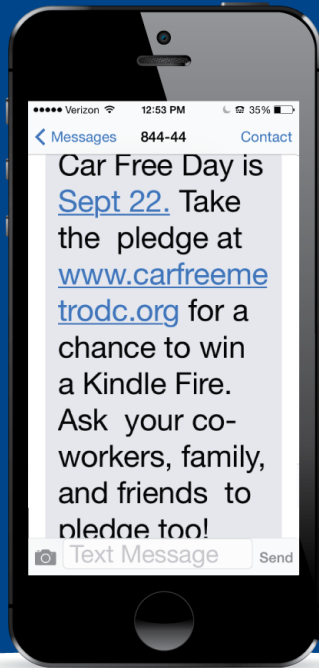 Verizon 12:53 PM 35%
Messages 844-44 Contact
Car Free Day is
Sept 22. Take
the pledge at
www.carfreeme
trodc.org for a
chance to win
a Kindle Fire.
Ask your co-
workers, family,
and friends to
pledge too!
Text Message Send